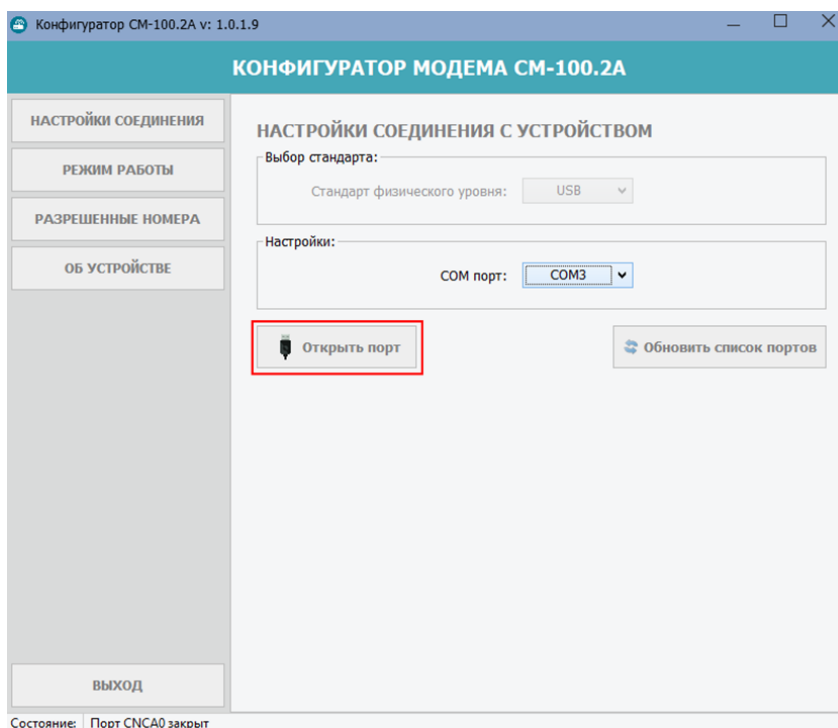 Конфигуратор СМ-100.2А v: 1.0.1.9
КОНФИГУРАТОР МОДЕМА СМ-100.2А
НАСТРОЙКИ СОЕДИНЕНИЯ
РЕЖИМ РАБОТЫ
РАЗРЕШЕННЫЕ НОМЕРА
ОБ УСТРОЙСТВЕ
ВЫХОД
НАСТРОЙКИ СОЕДИНЕНИЯ С УСТРОЙСТВОМ
Выбор стандарта:
Стандарт физического уровня: USB
Настройки:
COM порт: COM3
Открыть порт
Обновить список портов
Состояние: Порт CNCA0 закрыт